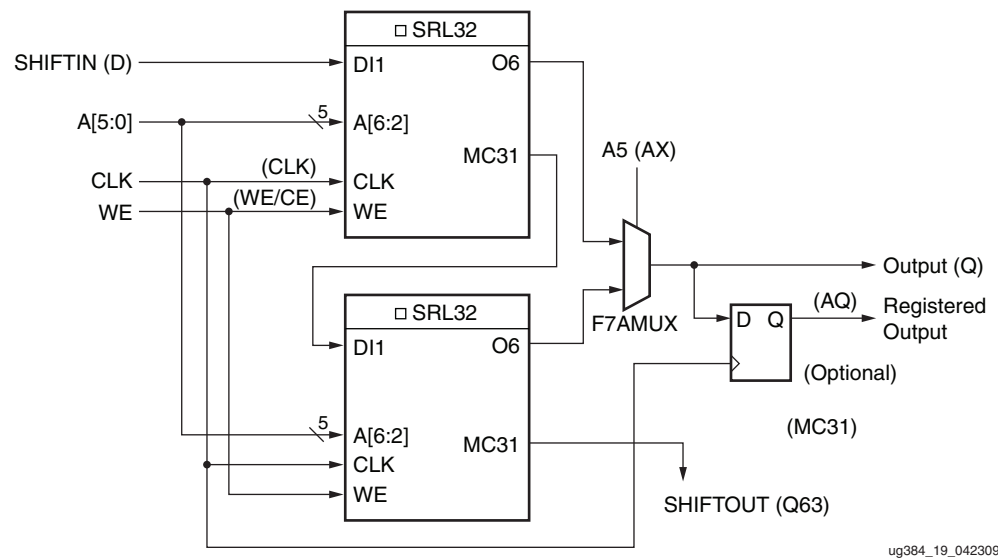 □ SRL32
SHIFTIN (D)
DI1
O6
A[5:0]
5
A[6:2]
MC31
A5 (AX)
CLK
(CLK)
CLK
WE
(WE/CE)
WE
Output (Q)
F7AMUX
(AQ)
Registered
Output
D Q
(Optional)
□ SRL32
DI1
O6
5
A[6:2]
MC31
(MC31)
CLK
WE
SHIFTOUT (Q63)
ug384_19_042309